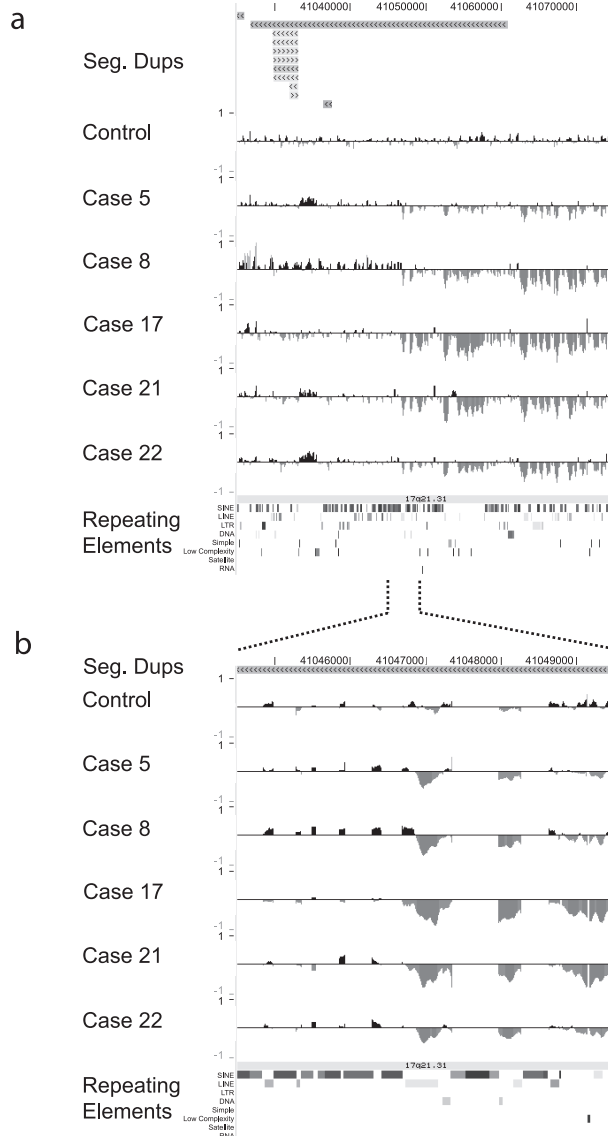 a
41040000 41050000 41060000 41070000
Seg. Dups
1
Control
-1
1
Case 5
-1
1
Case 8
-1
1
Case 17
-1
1
Case 21
-1
1
Case 22
-1
17q21.31
Repeating Elements
SINE
LINE
LTR
DNA
Simple
Low Complexity
Satellite
RNA
b
41046000 41047000 41048000 41049000
Seg. Dups
1
Control
-1
1
Case 5
-1
1
Case 8
-1
1
Case 17
-1
1
Case 21
-1
1
Case 22
-1
17q21.31
Repeating Elements
SINE
LINE
LTR
DNA
Simple
Low Complexity
Satellite
RNA